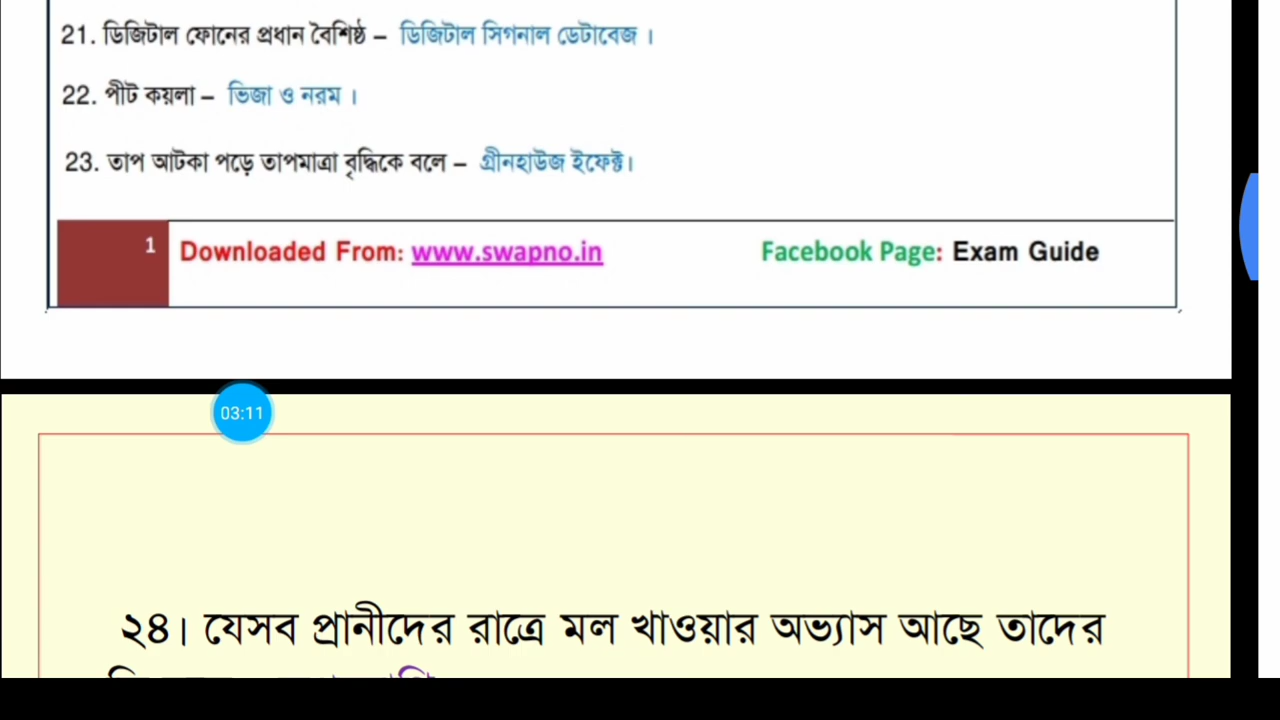 21. ডিজিটাল ফোনের প্রধান বৈশিষ্ঠ – ডিজিটাল সিগনাল ডেটাবেজ ।
22. পীট কয়লা – ভিজা ও নরম ।
23. তাপ আটকা পড়ে তাপমাত্রা বৃদ্ধিকে বলে – গ্রীনহাউজ ইফেক্ট।
1 Downloaded From: www.swapno.in Facebook Page: Exam Guide
03:11
২৪। যেসব প্রানীদের রাত্রে মল খাওয়ার অভ্যাস আছে তাদের